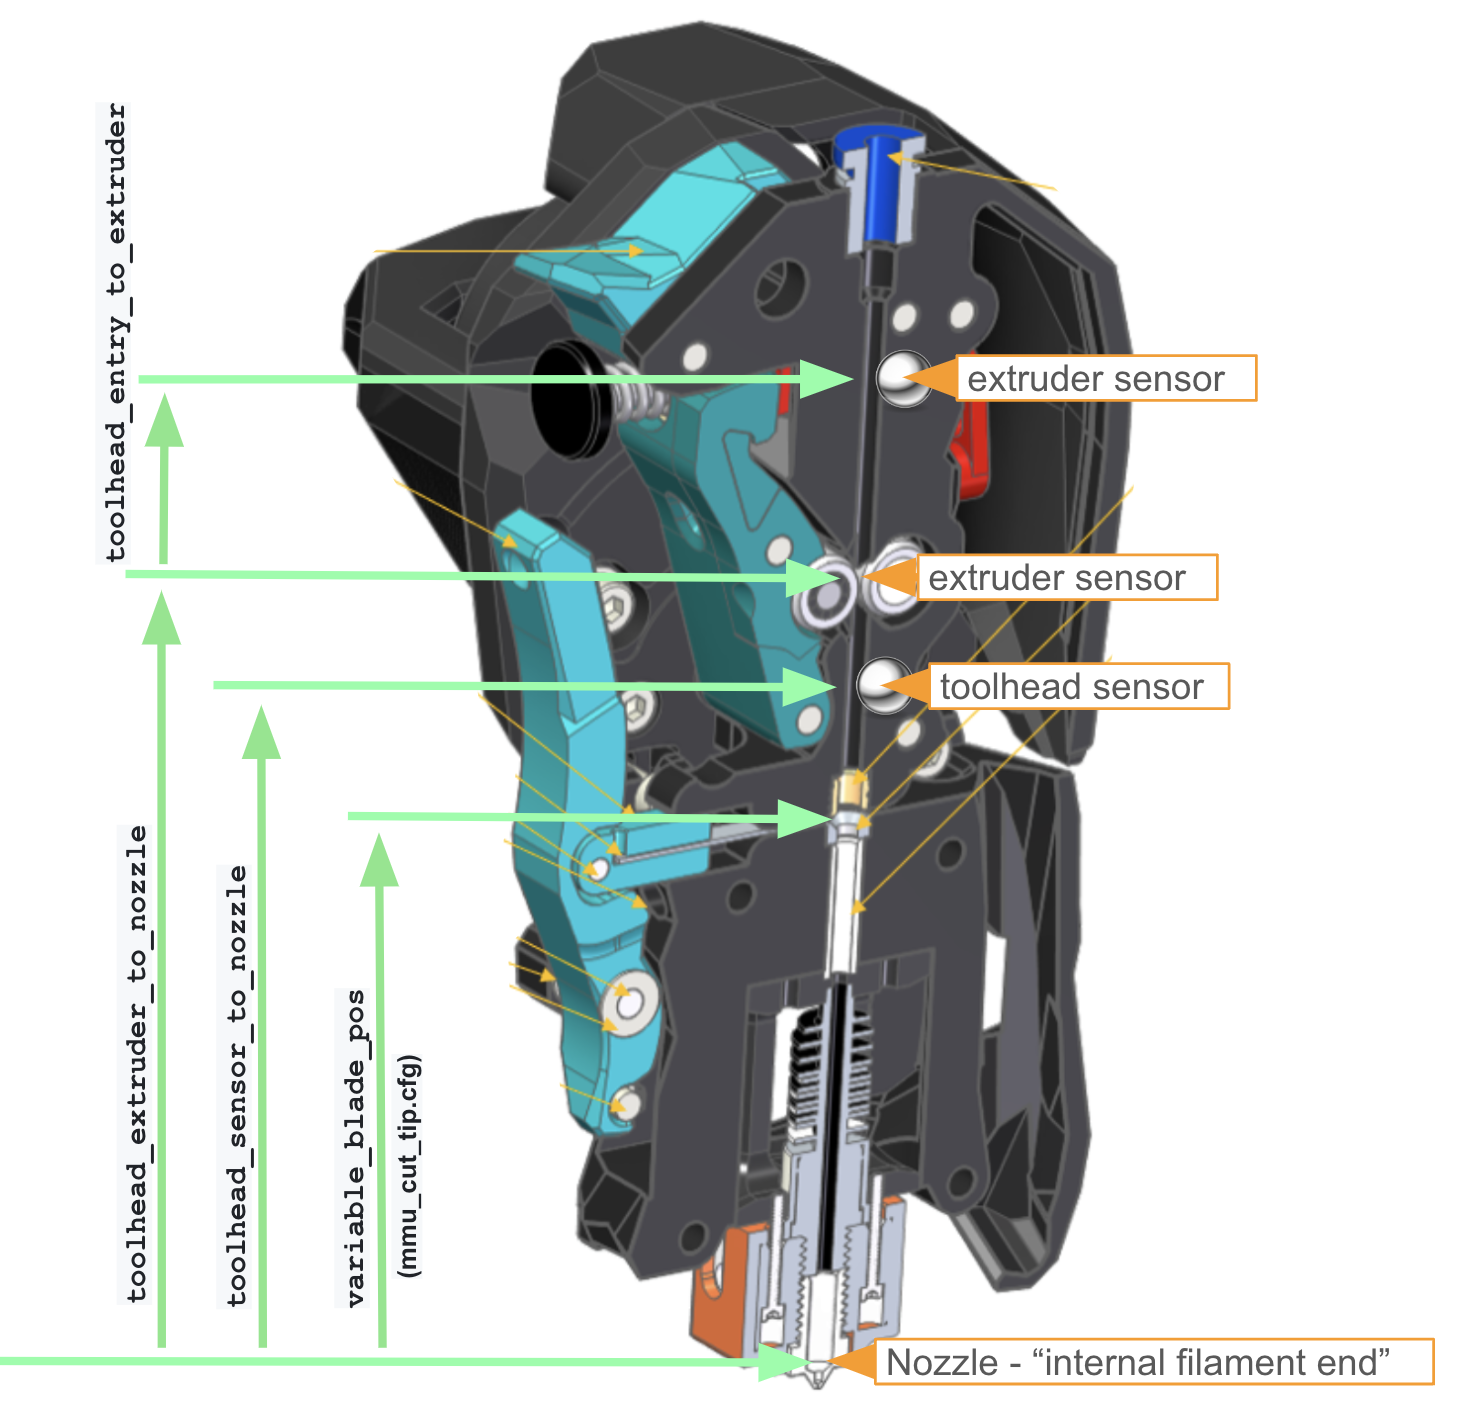 toolhead_entry_to_extruder
extruder sensor
extruder sensor
toolhead sensor
toolhead_extruder_to_nozzle
toolhead_sensor_to_nozzle
variable_blade_pos
(mmu_cut_tip.cfg)
Nozzle - “internal filament end”